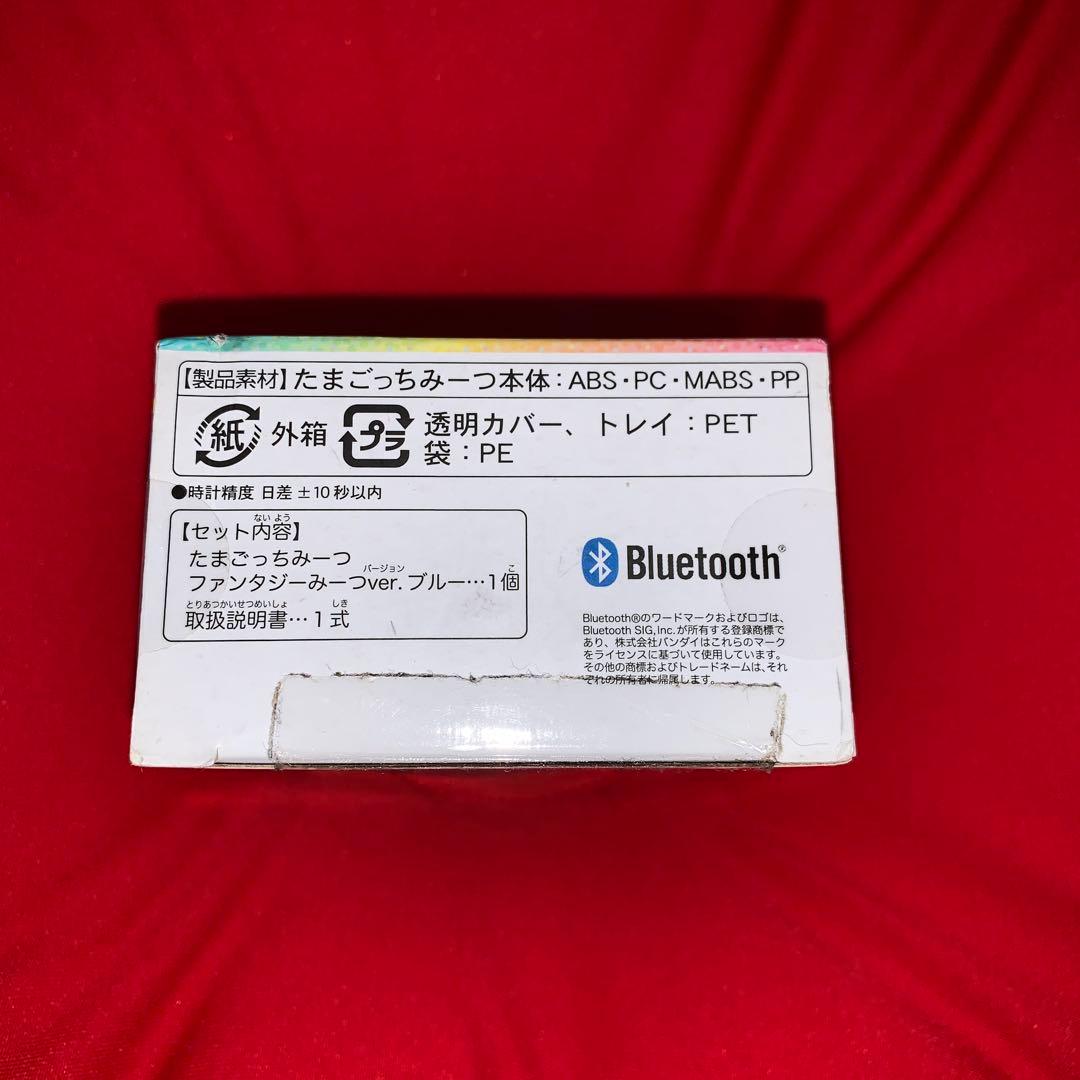 【製品素材】たまごっちみーつ本体：ABS・PC・MABS・PP
紙 外箱 プラ 透明カバー、トレイ：PET
袋：PE
●時計精度 日差 ±10秒以内
【セット内容】
ないよう
たまごっちみーつ
バージョン
ファンタジーみーつver.ブルー…1個
こ
とりあつかいせつめいしょ しき
取扱説明書…1式
Bluetooth®
Bluetooth®のワードマークおよびロゴは、
Bluetooth SIG,Inc.が所有する登録商標で
あり、株式会社バンダイはこれらのマーク
をライセンスに基づいて使用しています。
その他の商標およびトレードネームは、それ
ぞれの所有者に帰属します。